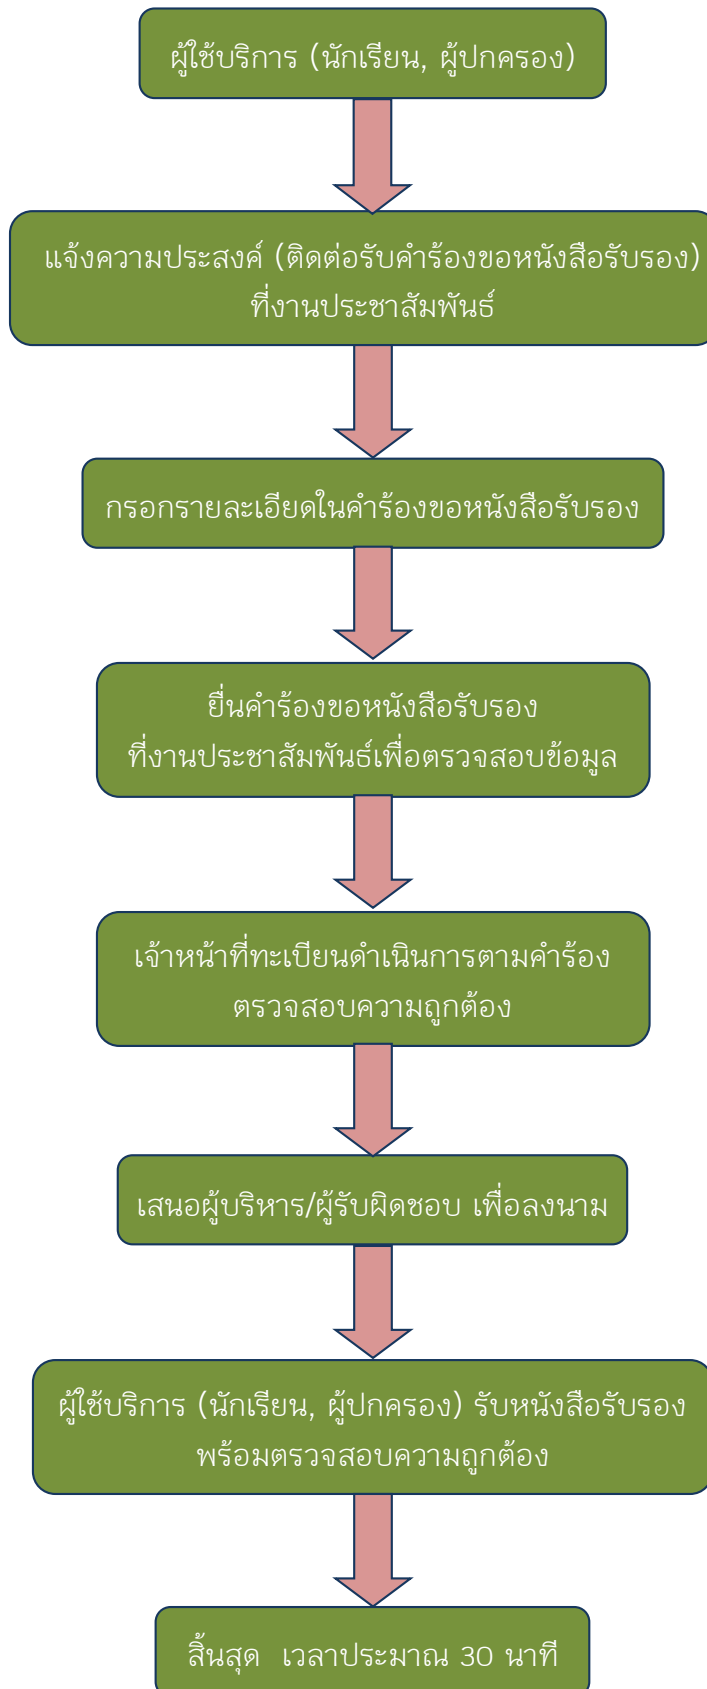 ผู้ใช้บริการ (นักเรียน, ผู้ปกครอง)
แจ้งความประสงค์ (ติดต่อรับคำร้องขอหนังสือรับรอง)
ที่งานประชาสัมพันธ์
กรอกรายละเอียดในคำร้องขอหนังสือรับรอง
ยื่นคำร้องขอหนังสือรับรอง
ที่งานประชาสัมพันธ์เพื่อตรวจสอบข้อมูล
เจ้าหน้าที่ทะเบียนดำเนินการตามคำร้อง
ตรวจสอบความถูกต้อง
เสนอผู้บริหาร/ผู้รับผิดชอบ เพื่อลงนาม
ผู้ใช้บริการ (นักเรียน, ผู้ปกครอง) รับหนังสือรับรอง
พร้อมตรวจสอบความถูกต้อง
สิ้นสุด เวลาประมาณ 30 นาที